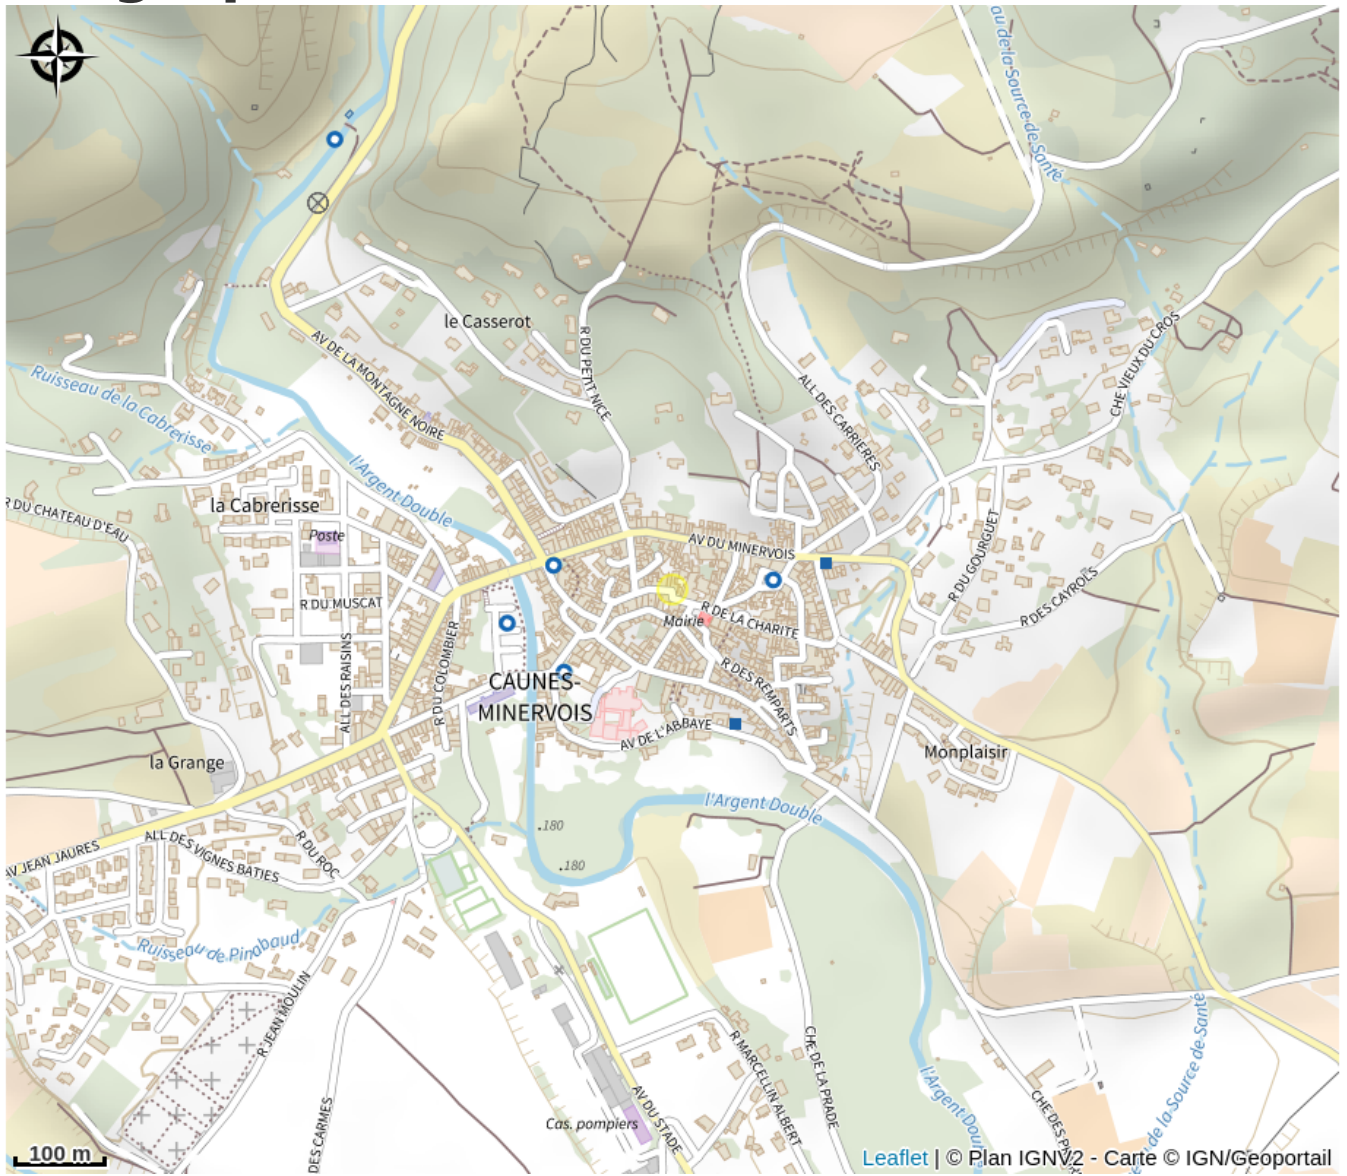 au de la Source de Santé
le Casserot
R DU PETIT NICE
AV DE LA MONTAGNE NOIRE
CHE VIEUX DU CROS
ALL DES CARRIERES
Ruisseau de la Cabrerisse
l'Argent Double
la Cabrerisse
R DU CHATEAU D'EAU
Poste
AV DU MINERVOIS
R DU GOURGUET
R DU MUSCAT
R DE LA CHARITE
Mairie
R DES CAYROLS
ALL DES RAISINS
R DU COLOMBIER
R DES REMPARTS
CAUNES-
MINERVOIS
AV DE L'ABBAYE
Monplaisir
la Grange
l'Argent Double
.180
.180
AV JEAN JAURES
ALL DES VIGNES BATIES
R DU ROC
Ruisseau de Pinabaud
R JEAN MOULIN
DES CARMES
Cas. pompiers
AV DU STADE
R MARCELLIN ALBERT
CHE DE LA PRADE
l'Argent Doub
CHE DES
de la Source de Santé
100 m
Leaflet | © Plan IGNV2 - Carte © IGN/Geoportail